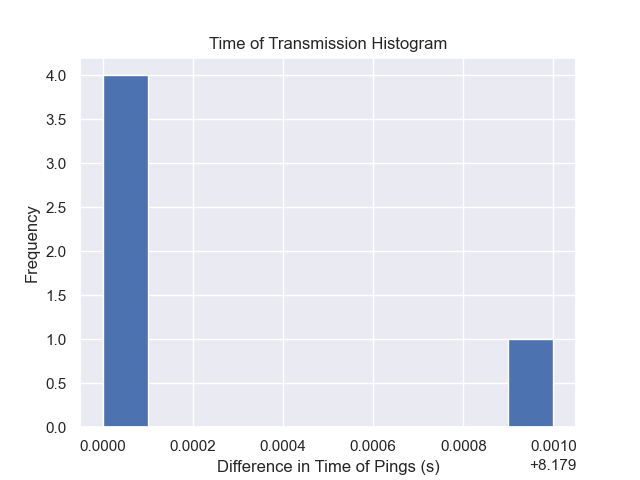 Time of Transmission Histogram
4.0
3.5
3.0
2.5
2.0
1.5
1.0
0.5
0.0
Frequency
0.0000 0.0002 0.0004 0.0006 0.0008 0.0010
Difference in Time of Pings (s)
+8.179